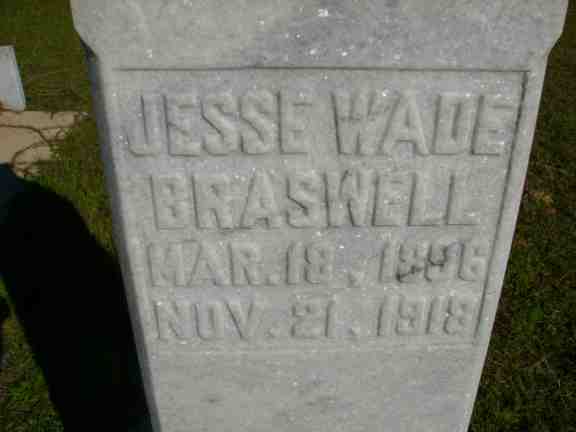 JESSE WADE
BRASWELL
MAR. 18, 1896
NOV. 21, 1918